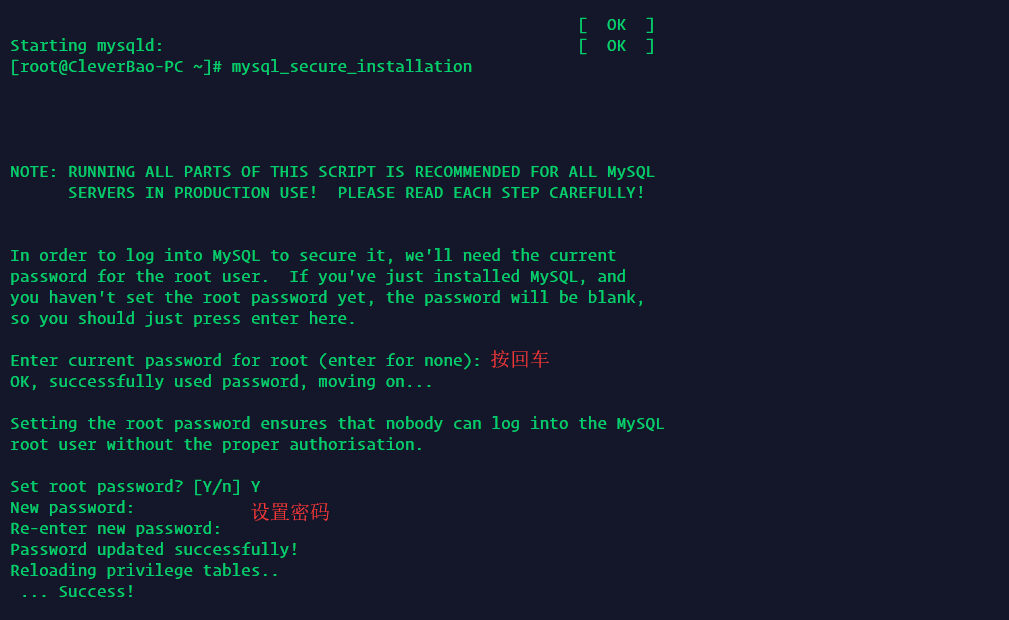 [  OK  ]
Starting mysqld: [  OK  ]
[root@CleverBao-PC ~]# mysql_secure_installation
NOTE: RUNNING ALL PARTS OF THIS SCRIPT IS RECOMMENDED FOR ALL MySQL
SERVERS IN PRODUCTION USE!  PLEASE READ EACH STEP CAREFULLY!
In order to log into MySQL to secure it, we'll need the current
password for the root user.  If you've just installed MySQL, and
you haven't set the root password yet, the password will be blank,
so you should just press enter here.
Enter current password for root (enter for none): 按回车
OK, successfully used password, moving on...
Setting the root password ensures that nobody can log into the MySQL
root user without the proper authorisation.
Set root password? [Y/n] Y
New password: 设置密码
Re-enter new password:
Password updated successfully!
Reloading privilege tables..
... Success!